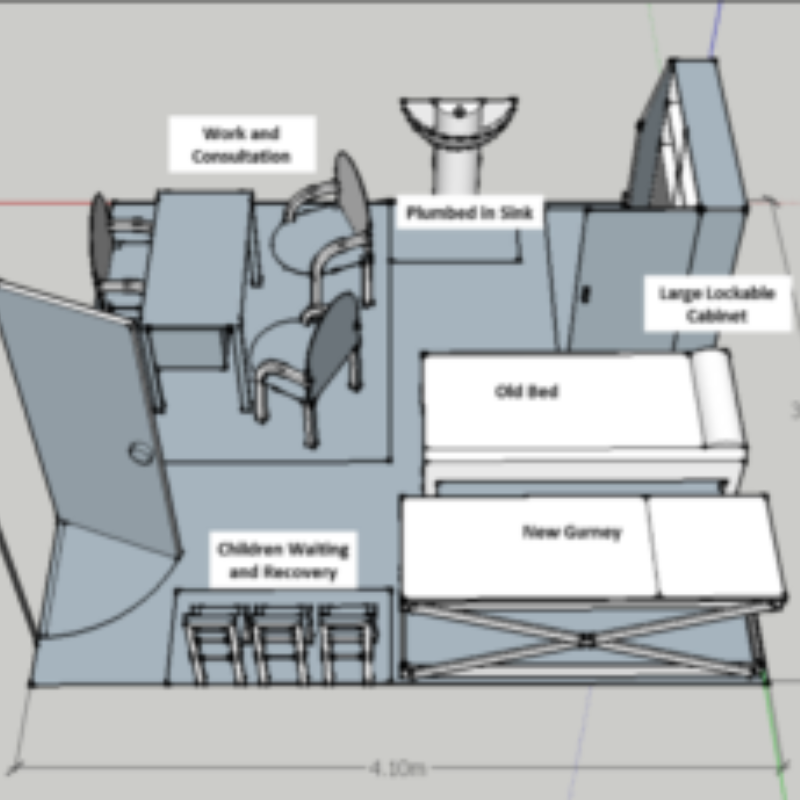 Work and
Consultation
Plumbed in Sink
Large Lockable
Cabinet
Old Bed
New Gurney
Children Waiting
and Recovery
4.10m